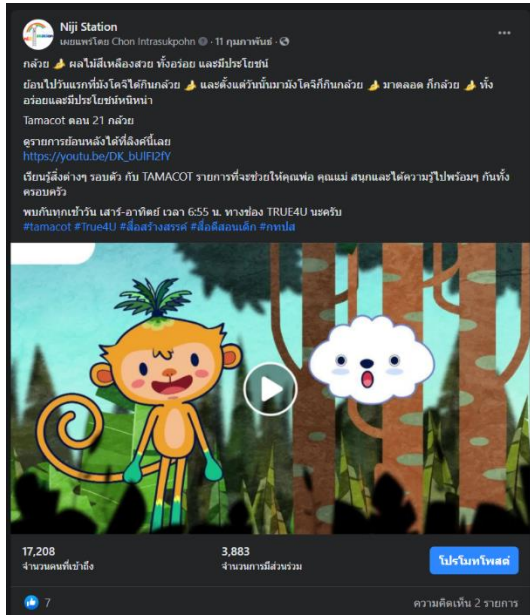 Niji Station
เผยแพร่โดย Chon Intrasukpohn · 11 กุมภาพันธ์ ·
กล้วย 🍌 ผลไม้สีเหลืองสวย ทั้งอร่อย และมีประโยชน์
ย้อนไปวันแรกที่มังโคจิได้กินกล้วย 🍌 และตั้งแต่วันนั้นมามังโคจิก็กินกล้วย 🍌 มาตลอด ก็กล้วย 🍌 ทั้ง
อร่อยและมีประโยชน์หนิหน่า
Tamacot ตอน 21 กล้วย
ดูรายการย้อนหลังได้ที่ลิงค์นี้เลย
https://youtu.be/DK_bUlFI2fY
เรียนรู้สิ่งต่างๆ รอบตัว กับ TAMACOT รายการที่จะช่วยให้คุณพ่อ คุณแม่ สนุกและได้ความรู้ไปพร้อมๆ กันทั้ง
ครอบครัว
พบกันทุกเช้าวัน เสาร์-อาทิตย์ เวลา 6:55 น. ทางช่อง TRUE4U นะครับ
#tamacot #True4U #สื่อสร้างสรรค์ #สื่อดีสอนเด็ก #กทปส
17,208
จำนวนคนที่เข้าถึง
3,883
จำนวนการมีส่วนร่วม
โปรโมทโพสต์
7
ความคิดเห็น 2 รายการ